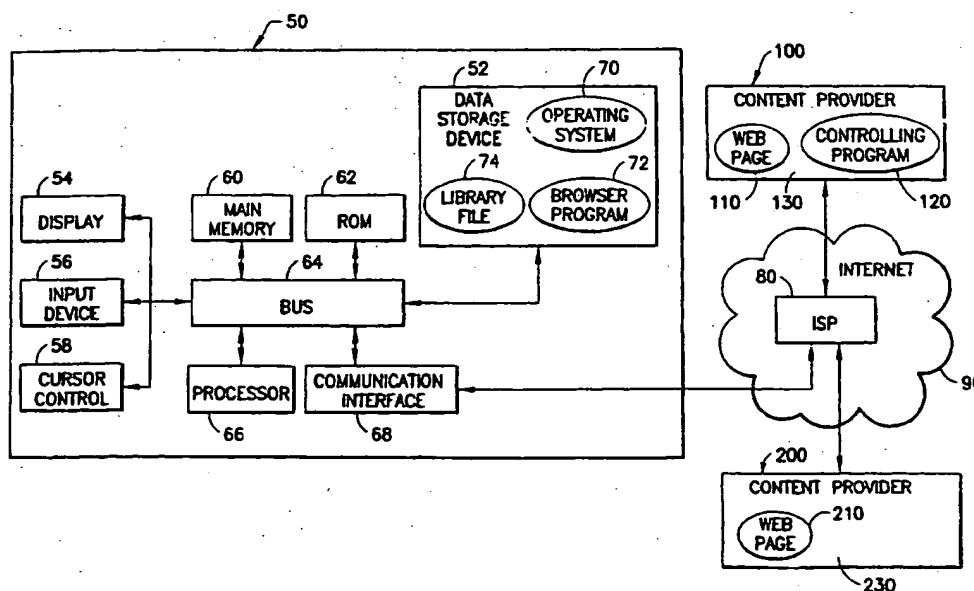 50
52
DATA
STORAGE
DEVICE
70
OPERATING
SYSTEM
74
LIBRARY
FILE
72
BROWSER
PROGRAM
54
DISPLAY
56
INPUT
DEVICE
58
CURSOR
CONTROL
60
MAIN
MEMORY
62
ROM
64
BUS
PROCESSOR
66
COMMUNICATION
INTERFACE
68
100
CONTENT PROVIDER
WEB
PAGE
CONTROLLING
PROGRAM
110
130
120
INTERNET
80
ISP
200
CONTENT PROVIDER
WEB
PAGE
210
230